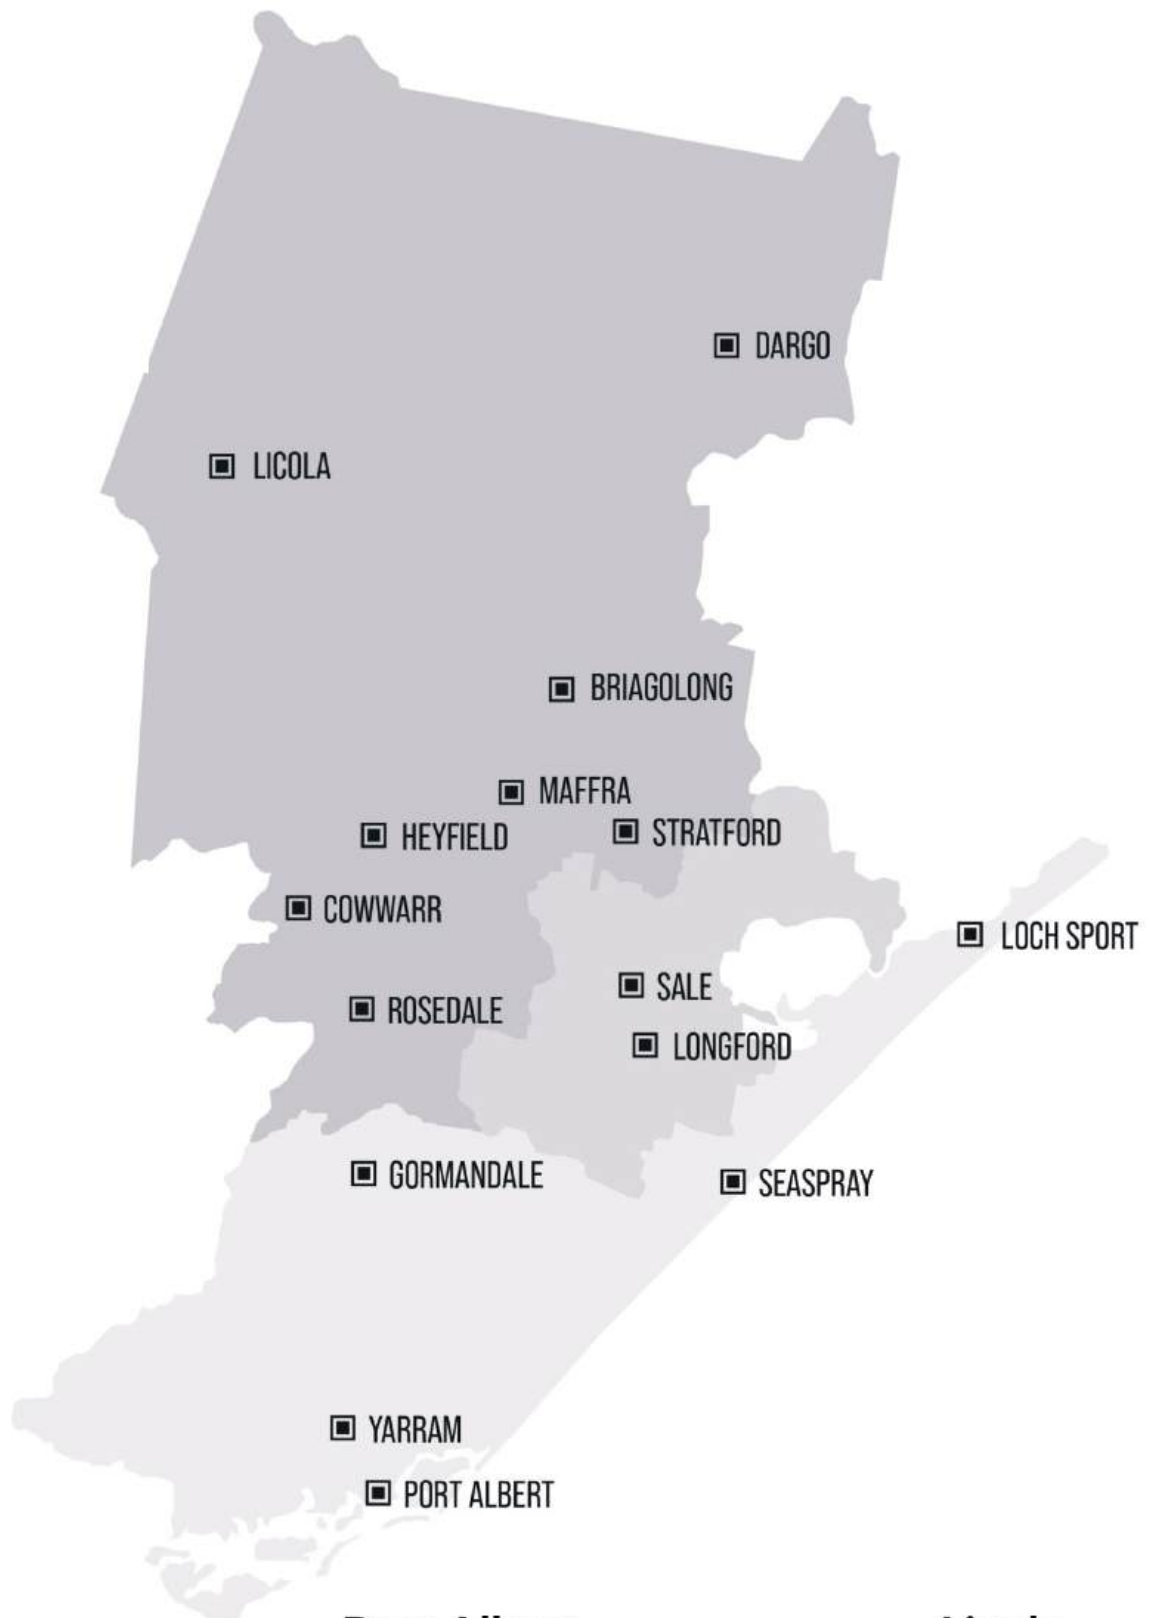 DARGO
LICOLA
BRIAGOLONG
MAFFRA
STRATFORD
HEYFIELD
COWWARR
LOCH SPORT
SALE
ROSEDALE
LONGFORD
GORMANDALE
SEASPRAY
YARRAM
PORT ALBERT